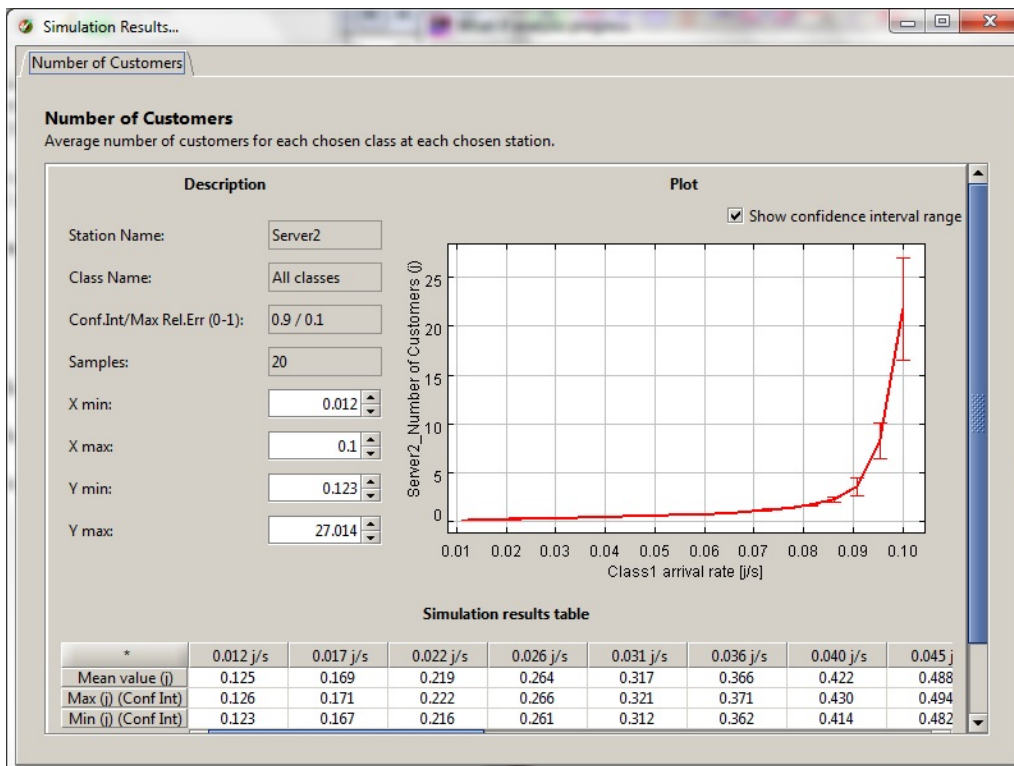 Simulation Results...
Number of Customers
Number of Customers
Average number of customers for each chosen class at each chosen station.
Description
Station Name: Server2
Class Name: All classes
Conf.Int/Max Rel.Err (0-1): 0.9 / 0.1
Samples: 20
X min: 0.012
X max: 0.1
Y min: 0.123
Y max: 27.014
Plot
Show confidence interval range
Server2_Number of Customers (j)
25
20
15
10
5
0
0.01 0.02 0.03 0.04 0.05 0.06 0.07 0.08 0.09 0.10
Class1 arrival rate [j/s]
Simulation results table
* 0.012 j/s 0.017 j/s 0.022 j/s 0.026 j/s 0.031 j/s 0.036 j/s 0.040 j/s 0.045 j
Mean value (j) 0.125 0.169 0.219 0.264 0.317 0.366 0.422 0.488
Max (j) (Conf Int) 0.126 0.171 0.222 0.266 0.321 0.371 0.430 0.494
Min (j) (Conf Int) 0.123 0.167 0.216 0.261 0.312 0.362 0.414 0.482